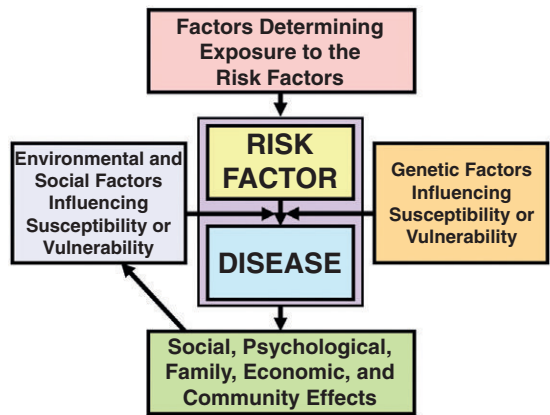 Factors Determining
Exposure to the
Risk Factors
RISK
FACTOR
Environmental and
Social Factors
Influencing
Susceptibility or
Vulnerability
Genetic Factors
Influencing
Susceptibility or
Vulnerability
DISEASE
Social, Psychological,
Family, Economic, and
Community Effects